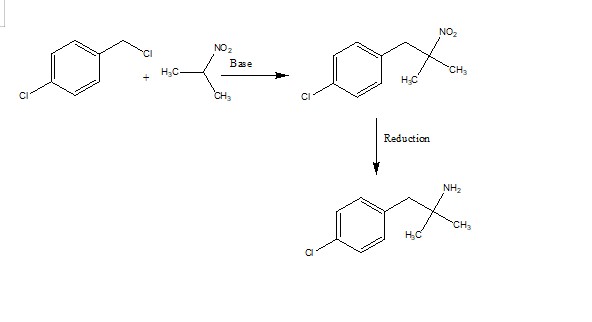 NO₂
Cl
H₃C
Base
+
Cl
CH₃
NO₂
CH₃
H₃C
Cl
Reduction
NH₂
CH₃
H₃C
Cl